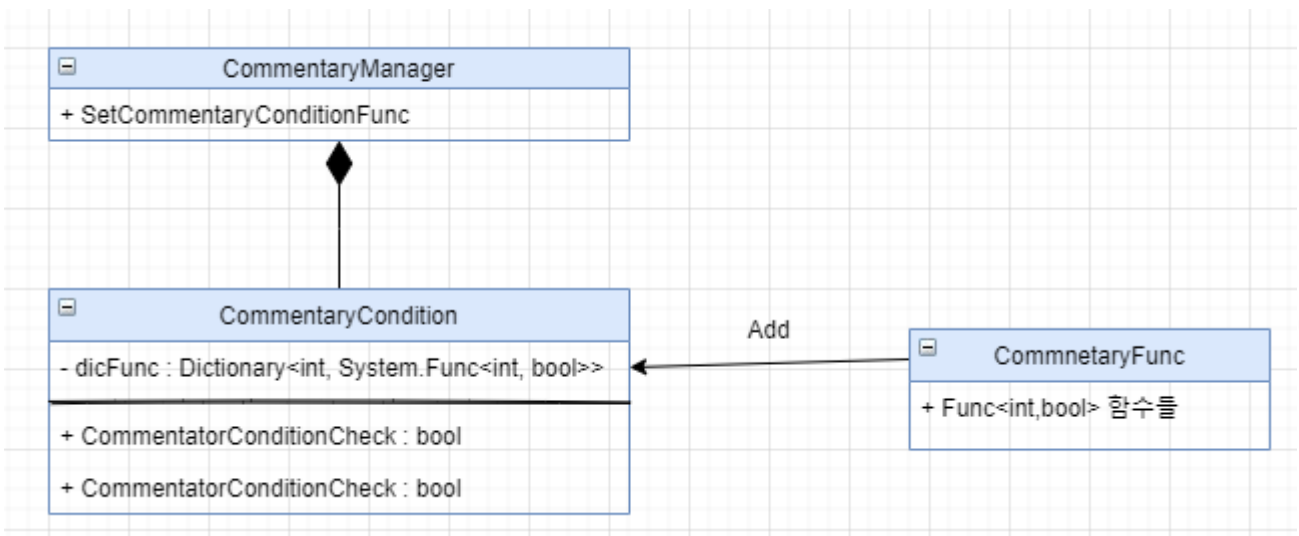 CommentaryManager
+ SetCommentaryConditionFunc
CommentaryCondition
- dicFunc : Dictionary<int, System.Func<int, bool>>
+ CommentatorConditionCheck : bool
+ CommentatorConditionCheck : bool
Add
CommnetaryFunc
+ Func<int,bool> 함수들